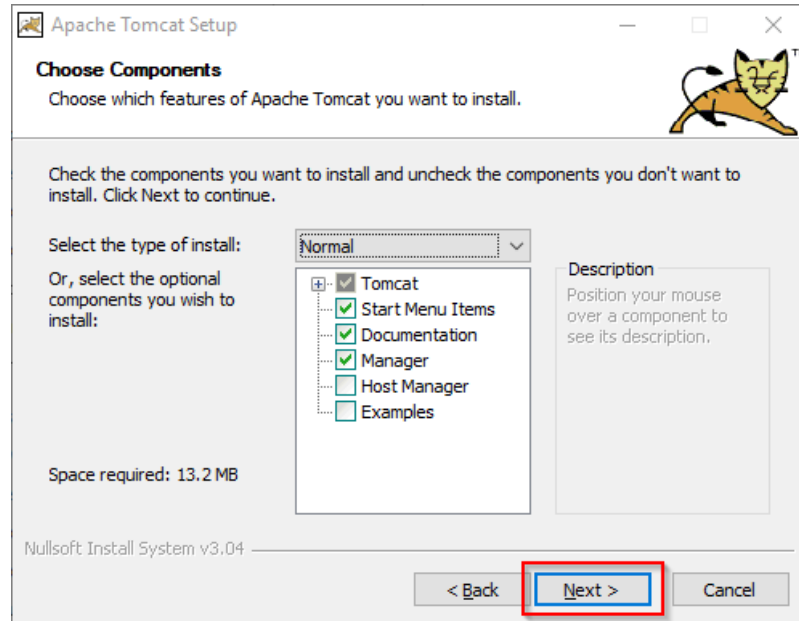 Apache Tomcat Setup
TM
Choose Components
Choose which features of Apache Tomcat you want to install.
Check the components you want to install and uncheck the components you don't want to
install. Click Next to continue.
Select the type of install:
Normal
Or, select the optional
components you wish to
install:
Tomcat
Start Menu Items
Documentation
Manager
Host Manager
Examples
Description
Position your mouse
over a component to
see its description.
Space required: 13.2 MB
Nullsoft Install System v3.04
< Back
Next >
Cancel